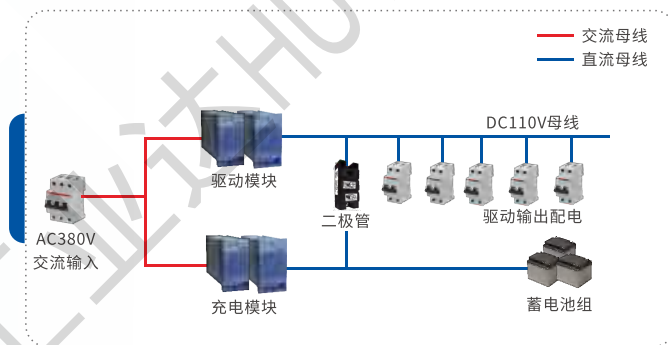 交流母线
直流母线
DC110V母线
驱动模块
二极管
驱动输出配电
AC380V
交流输入
充电模块
蓄电池组